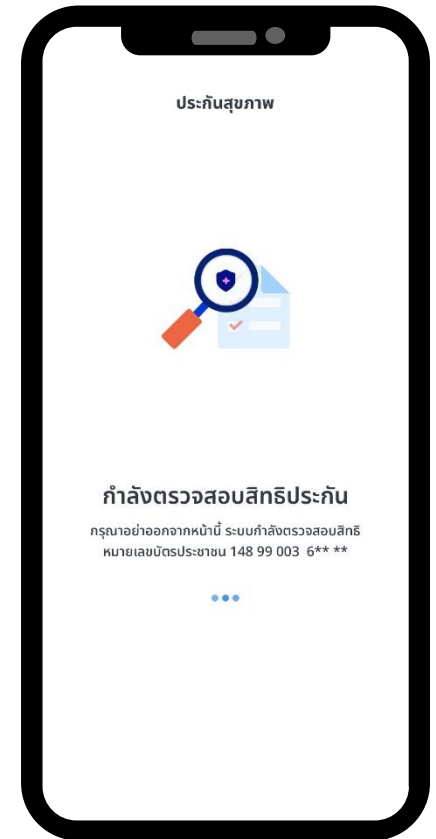 ประกันสุขภาพ
กำลังตรวจสอบสิทธิประกัน
กรุณาอย่าออกจากหน้านี้ ระบบกำลังตรวจสอบสิทธิ
หมายเลขบัตรประชาชน 148 99 003 6** **